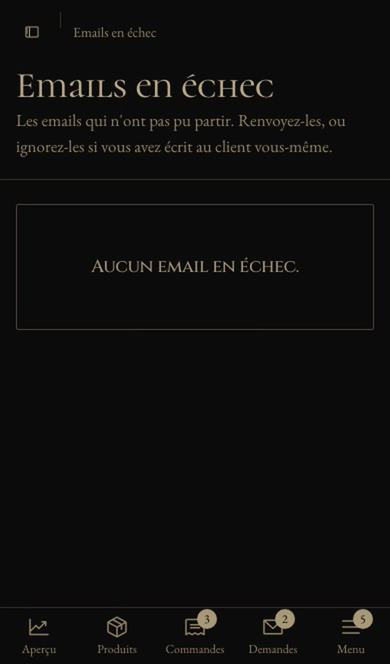 Emails en échec
Emails en échec
Les emails qui n'ont pas pu partir. Renvoyez-les, ou
ignorez-les si vous avez écrit au client vous-même.
Aucun email en échec.
3
2
5
Aperçu
Produits
Commandes
Demandes
Menu